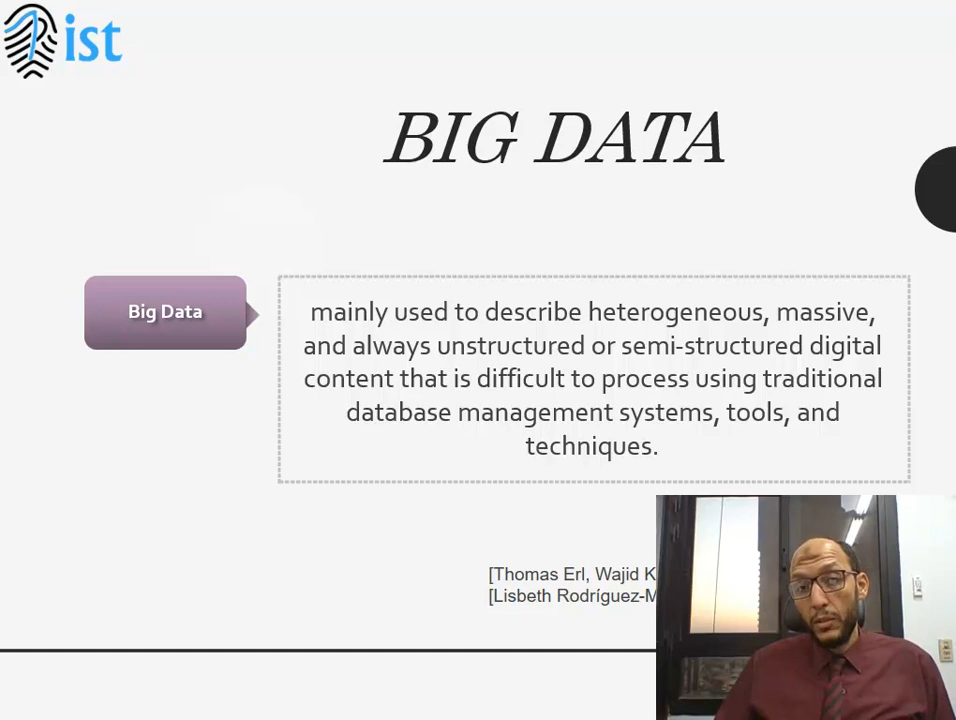 ist
BIG DATA
Big Data
mainly used to describe heterogeneous, massive,
and always unstructured or semi-structured digital
content that is difficult to process using traditional
database management systems, tools, and
techniques.
[Thomas Erl, Wajid
[Lisbeth